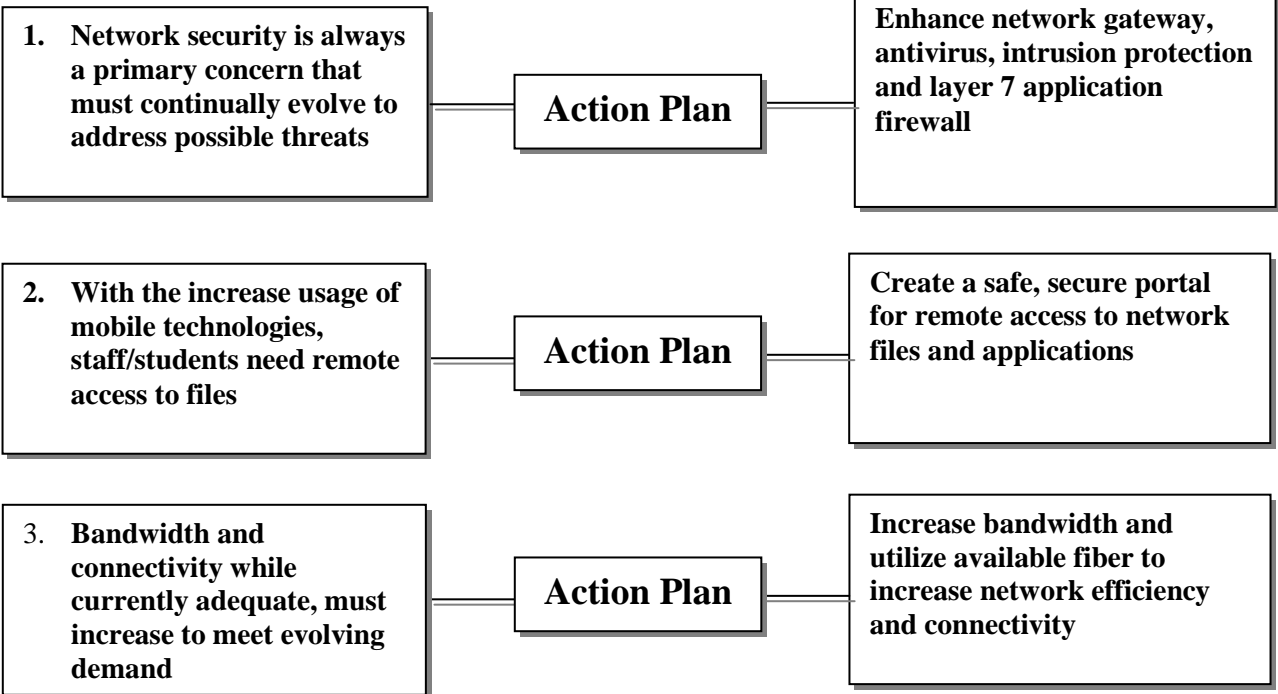 1. Network security is always
a primary concern that
must continually evolve to
address possible threats
Action Plan
Enhance network gateway,
antivirus, intrusion protection
and layer 7 application
firewall
2. With the increase usage of
mobile technologies,
staff/students need remote
access to files
Action Plan
Create a safe, secure portal
for remote access to network
files and applications
3. Bandwidth and
connectivity while
currently adequate, must
increase to meet evolving
demand
Action Plan
Increase bandwidth and
utilize available fiber to
increase network efficiency
and connectivity